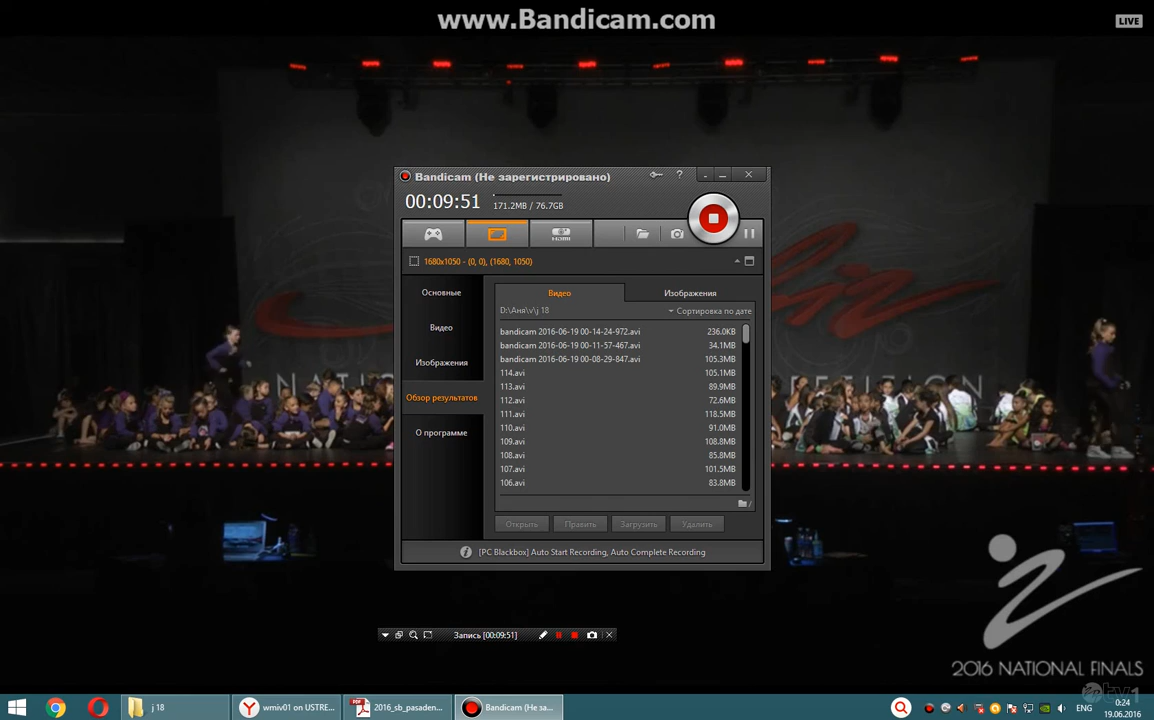 www.Bandicam.com
LIVE
Bandicam (Не зарегистрировано)
?
00:09:51
171.2MB / 76.7GB
HDMI
1680x1050 - (0, 0), (1680, 1050)
Основные
Видео
Изображения
Обзор результатов
О программе
Видео
Изображения
D:\Аня\v\j 18
Сортировка по дате
bandicam 2016-06-19 00-14-24-972.avi 236.0KB
bandicam 2016-06-19 00-11-57-467.avi 34.1MB
bandicam 2016-06-19 00-08-29-847.avi 105.3MB
114.avi 105.1MB
113.avi 89.9MB
112.avi 72.6MB
111.avi 118.5MB
110.avi 91.0MB
109.avi 108.8MB
108.avi 85.8MB
107.avi 101.5MB
106.avi 83.8MB
Открыть
Править
Загрузить
Удалить
[PC Blackbox] Auto Start Recording, Auto Complete Recording
Запись [00:09:51]
2016 NATIONAL FINALS
tv1
j 18
wmiv01 on USTRE...
PDF
2016_sb_pasaden...
Bandicam (Не за...
ENG
0:24
19.06.2016